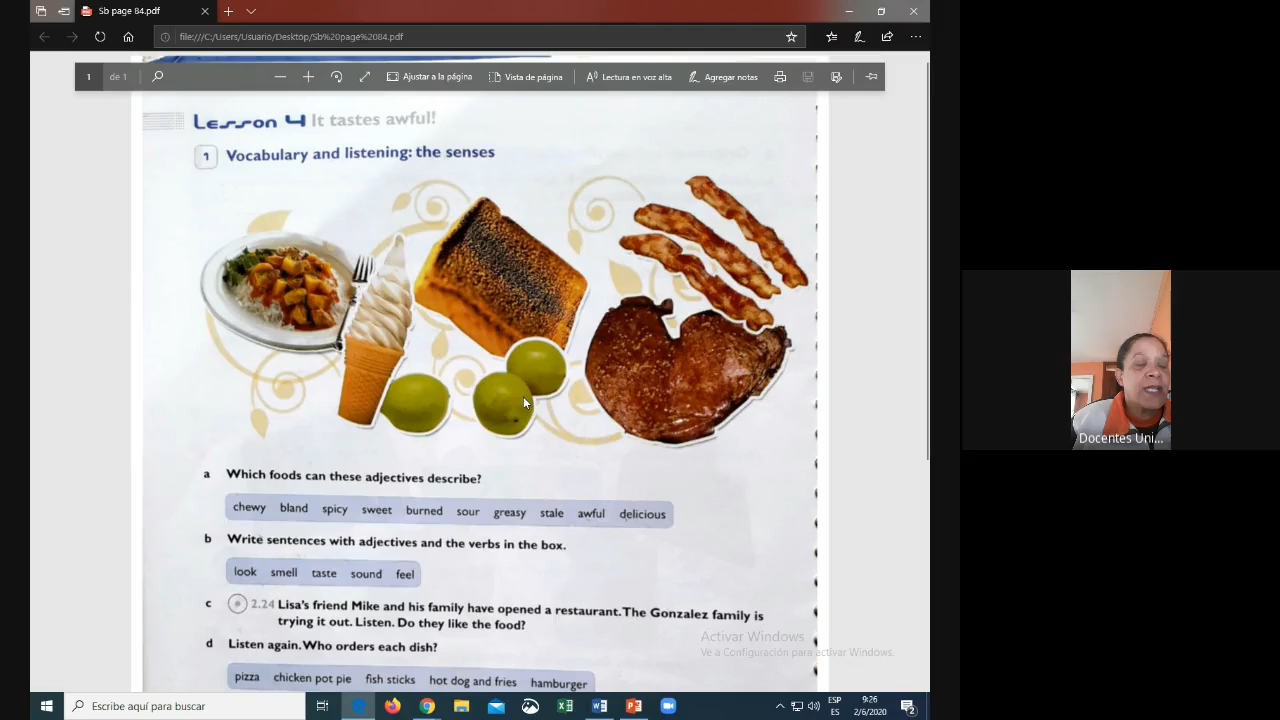 Sb page 84.pdf
file:///C:/Users/Usuario/Desktop/Sb%20page%2084.pdf
1 de 1 Ajustar a la página Vista de página Lectura en voz alta Agregar notas
Lesson 4 It tastes awful!
1 Vocabulary and listening: the senses
a Which foods can these adjectives describe?
chewy bland spicy sweet burned sour greasy stale awful delicious
b Write sentences with adjectives and the verbs in the box.
look smell taste sound feel
c 2.24 Lisa's friend Mike and his family have opened a restaurant. The Gonzalez family is
trying it out. Listen. Do they like the food?
d Listen again. Who orders each dish?
pizza chicken pot pie fish sticks hot dog and fries hamburger
Activar Windows
Ve a Configuración para activar Windows.
Docentes Uni...
Escribe aquí para buscar
ESP
ES
9:26
2/6/2020
2